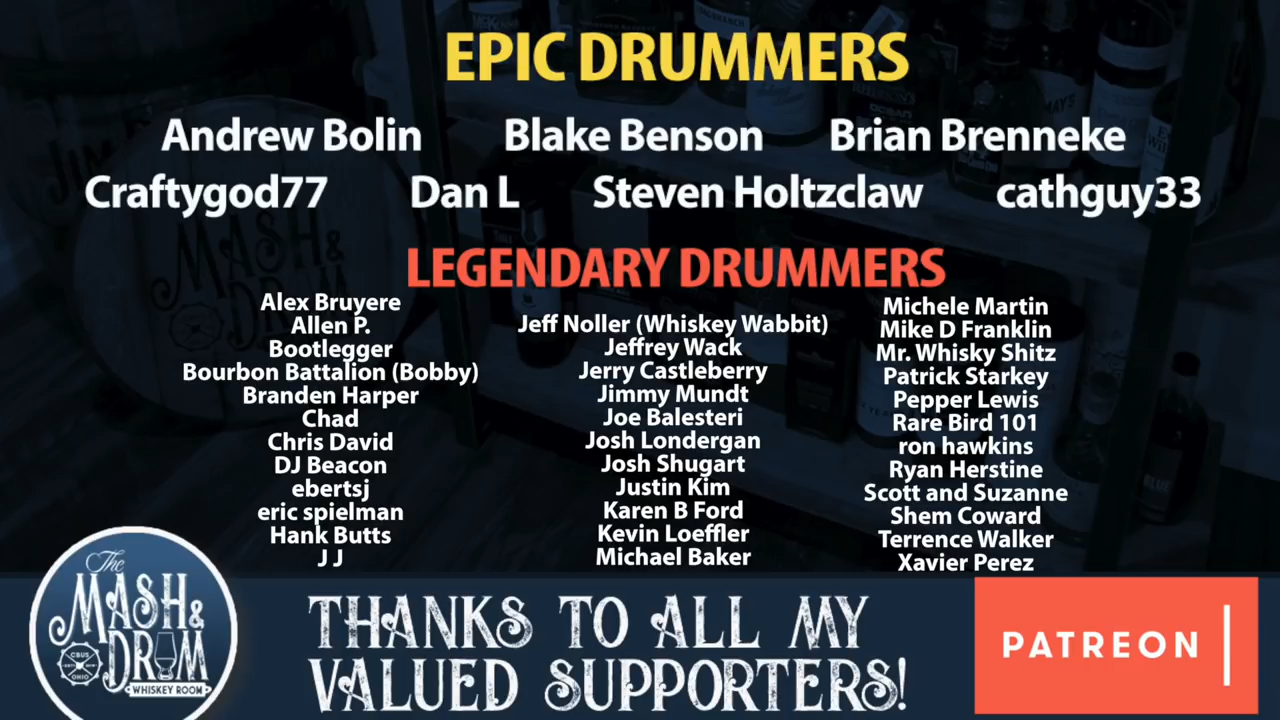 EPIC DRUMMERS
Andrew Bolin Blake Benson Brian Brenneke
Craftygod77 Dan L Steven Holtzclaw cathguy33
LEGENDARY DRUMMERS
Alex Bruyere
Allen P.
Bootlegger
Bourbon Battalion (Bobby)
Branden Harper
Chad
Chris David
DJ Beacon
ebertsj
eric spielman
Hank Butts
J J
Jeff Noller (Whiskey Wabbit)
Jeffrey Wack
Jerry Castleberry
Jimmy Mundt
Joe Balesteri
Josh Londergan
Josh Shugart
Justin Kim
Karen B Ford
Kevin Loeffler
Michael Baker
Michele Martin
Mike D Franklin
Mr. Whisky Shitz
Patrick Starkey
Pepper Lewis
Rare Bird 101
ron hawkins
Ryan Herstine
Scott and Suzanne
Shem Coward
Terrence Walker
Xavier Perez
The
MASH &
DRUM
CBUS
OHIO
WHISKEY ROOM
THANKS TO ALL MY
VALUED SUPPORTERS!
PATREON
MASH &
DRUM
BLUE